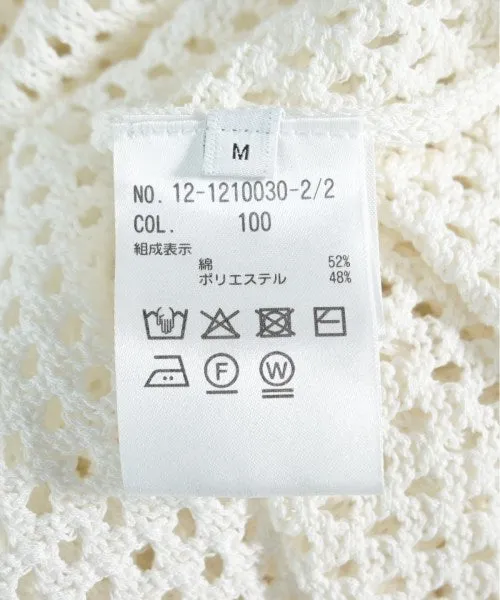 M
NO. 12-1210030-2/2
COL. 100
組成表示
綿 52%
ポリエステル 48%
F W